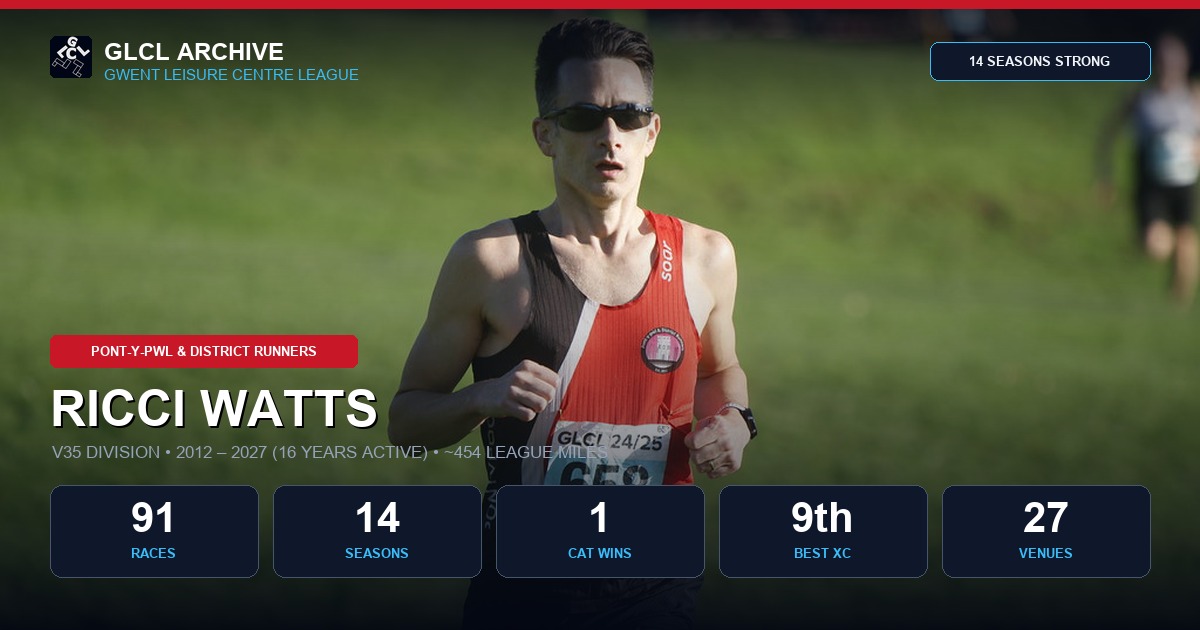 GLCL ARCHIVE
GWENT LEISURE CENTRE LEAGUE
14 SEASONS STRONG
JOOS
PONT-Y-PWL & DISTRICT RUNNERS
RICCI WATTS
V35 DIVISION • 2012 – 2027 (16 YEARS ACTIVE) • ~454 LEAGUE MILES
GLCL 24/25
91
RACES
14
SEASONS
1
CAT WINS
9th
BEST XC
27
VENUES